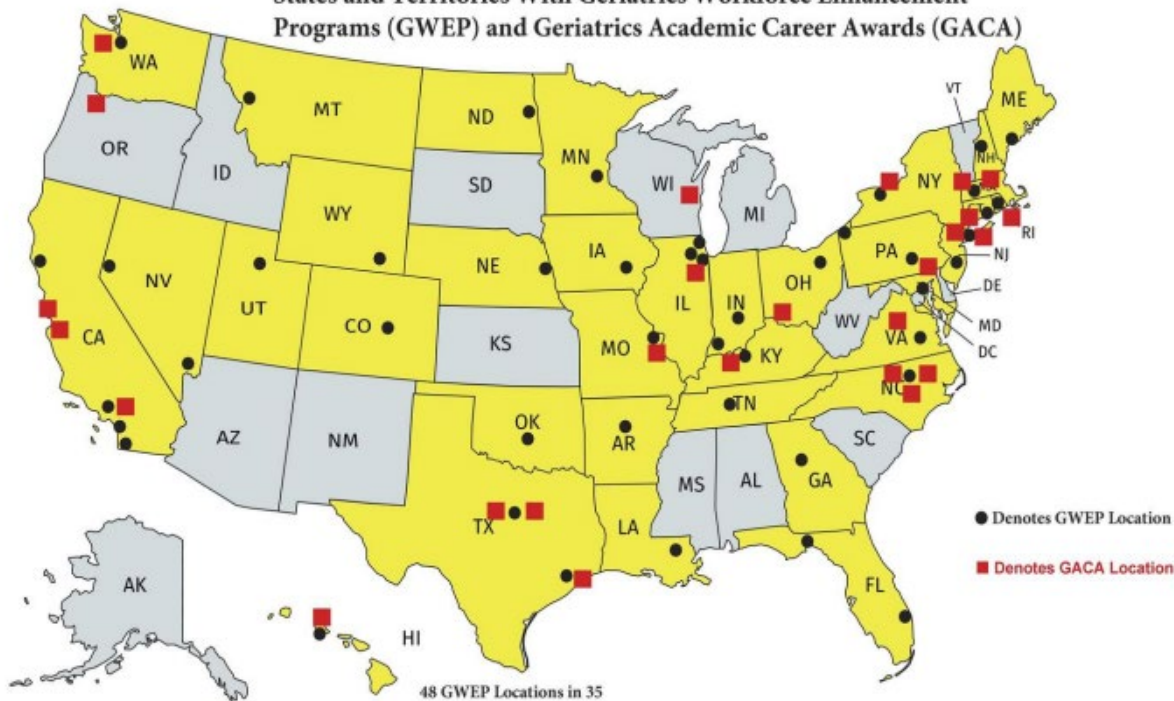 States and Territories With Geriatrics Workforce Enhancement
Programs (GWEP) and Geriatrics Academic Career Awards (GACA)
WA
MT
ND
MN
VT
ME
OR
ID
SD
WI
MI
NH
NY
WY
RI
NE
IA
PA
NJ
NV
UT
CO
IL
IN
OH
DE
CA
KS
MO
WV
MD
KY
VA
DC
NC
AZ
NM
OK
AR
TN
SC
MS
AL
GA
TX
LA
Denotes GWEP Location
Denotes GACA Location
AK
FL
HI
48 GWEP Locations in 35